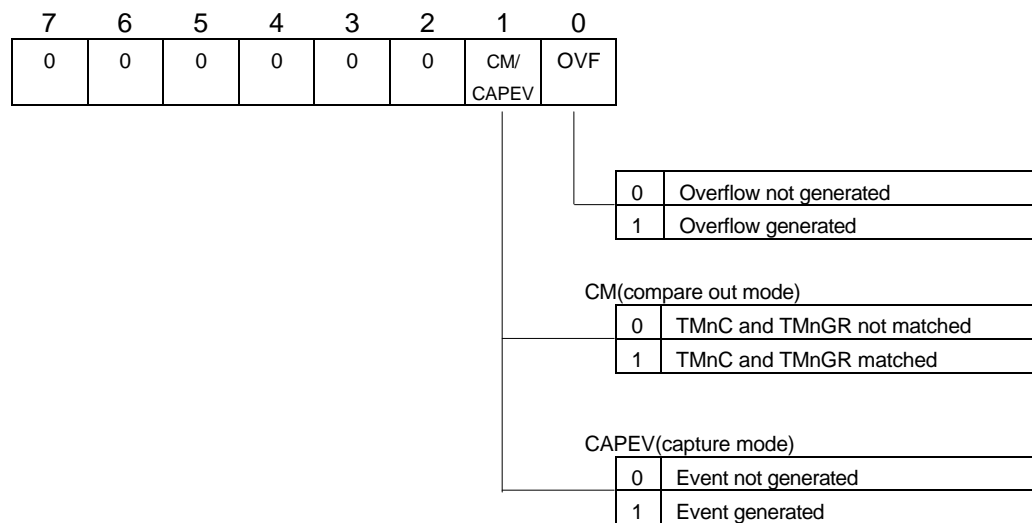 7 6 5 4 3 2 1 0
0 0 0 0 0 0 CM/ OVF
CAPEV
0 Overflow not generated
1 Overflow generated
CM(compare out mode)
0 TMnC and TMnGR not matched
1 TMnC and TMnGR matched
CAPEV(capture mode)
0 Event not generated
1 Event generated